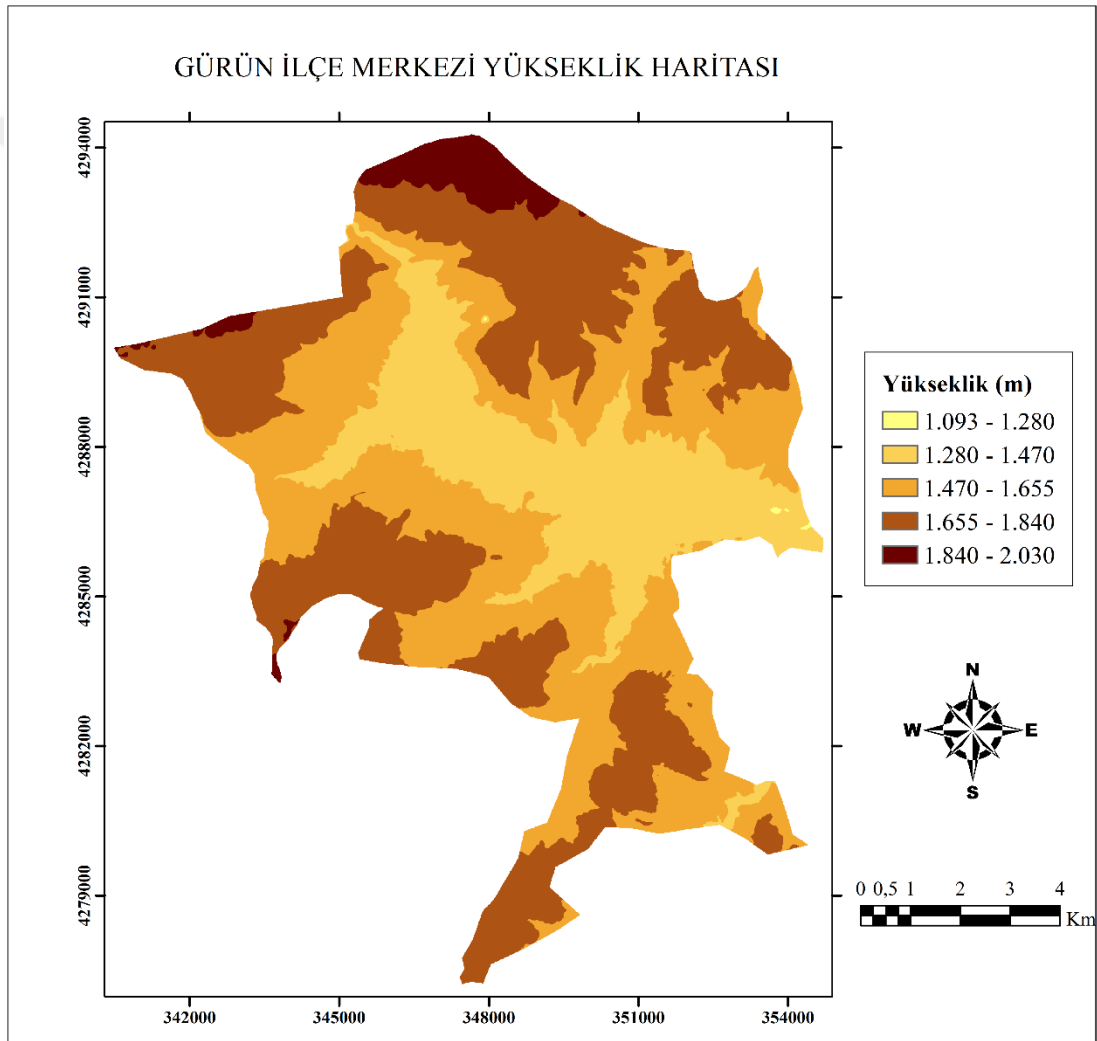 GÜRÜN İLÇE MERKEZİ YÜKSEKLİK HARİTASI
4294000
4291000
4288000
4285000
4282000
4279000
342000 345000 348000 351000 354000
Yükseklik (m)
1.093 - 1.280
1.280 - 1.470
1.470 - 1.655
1.655 - 1.840
1.840 - 2.030
N
W E
S
0 0,5 1 2 3 4
Km